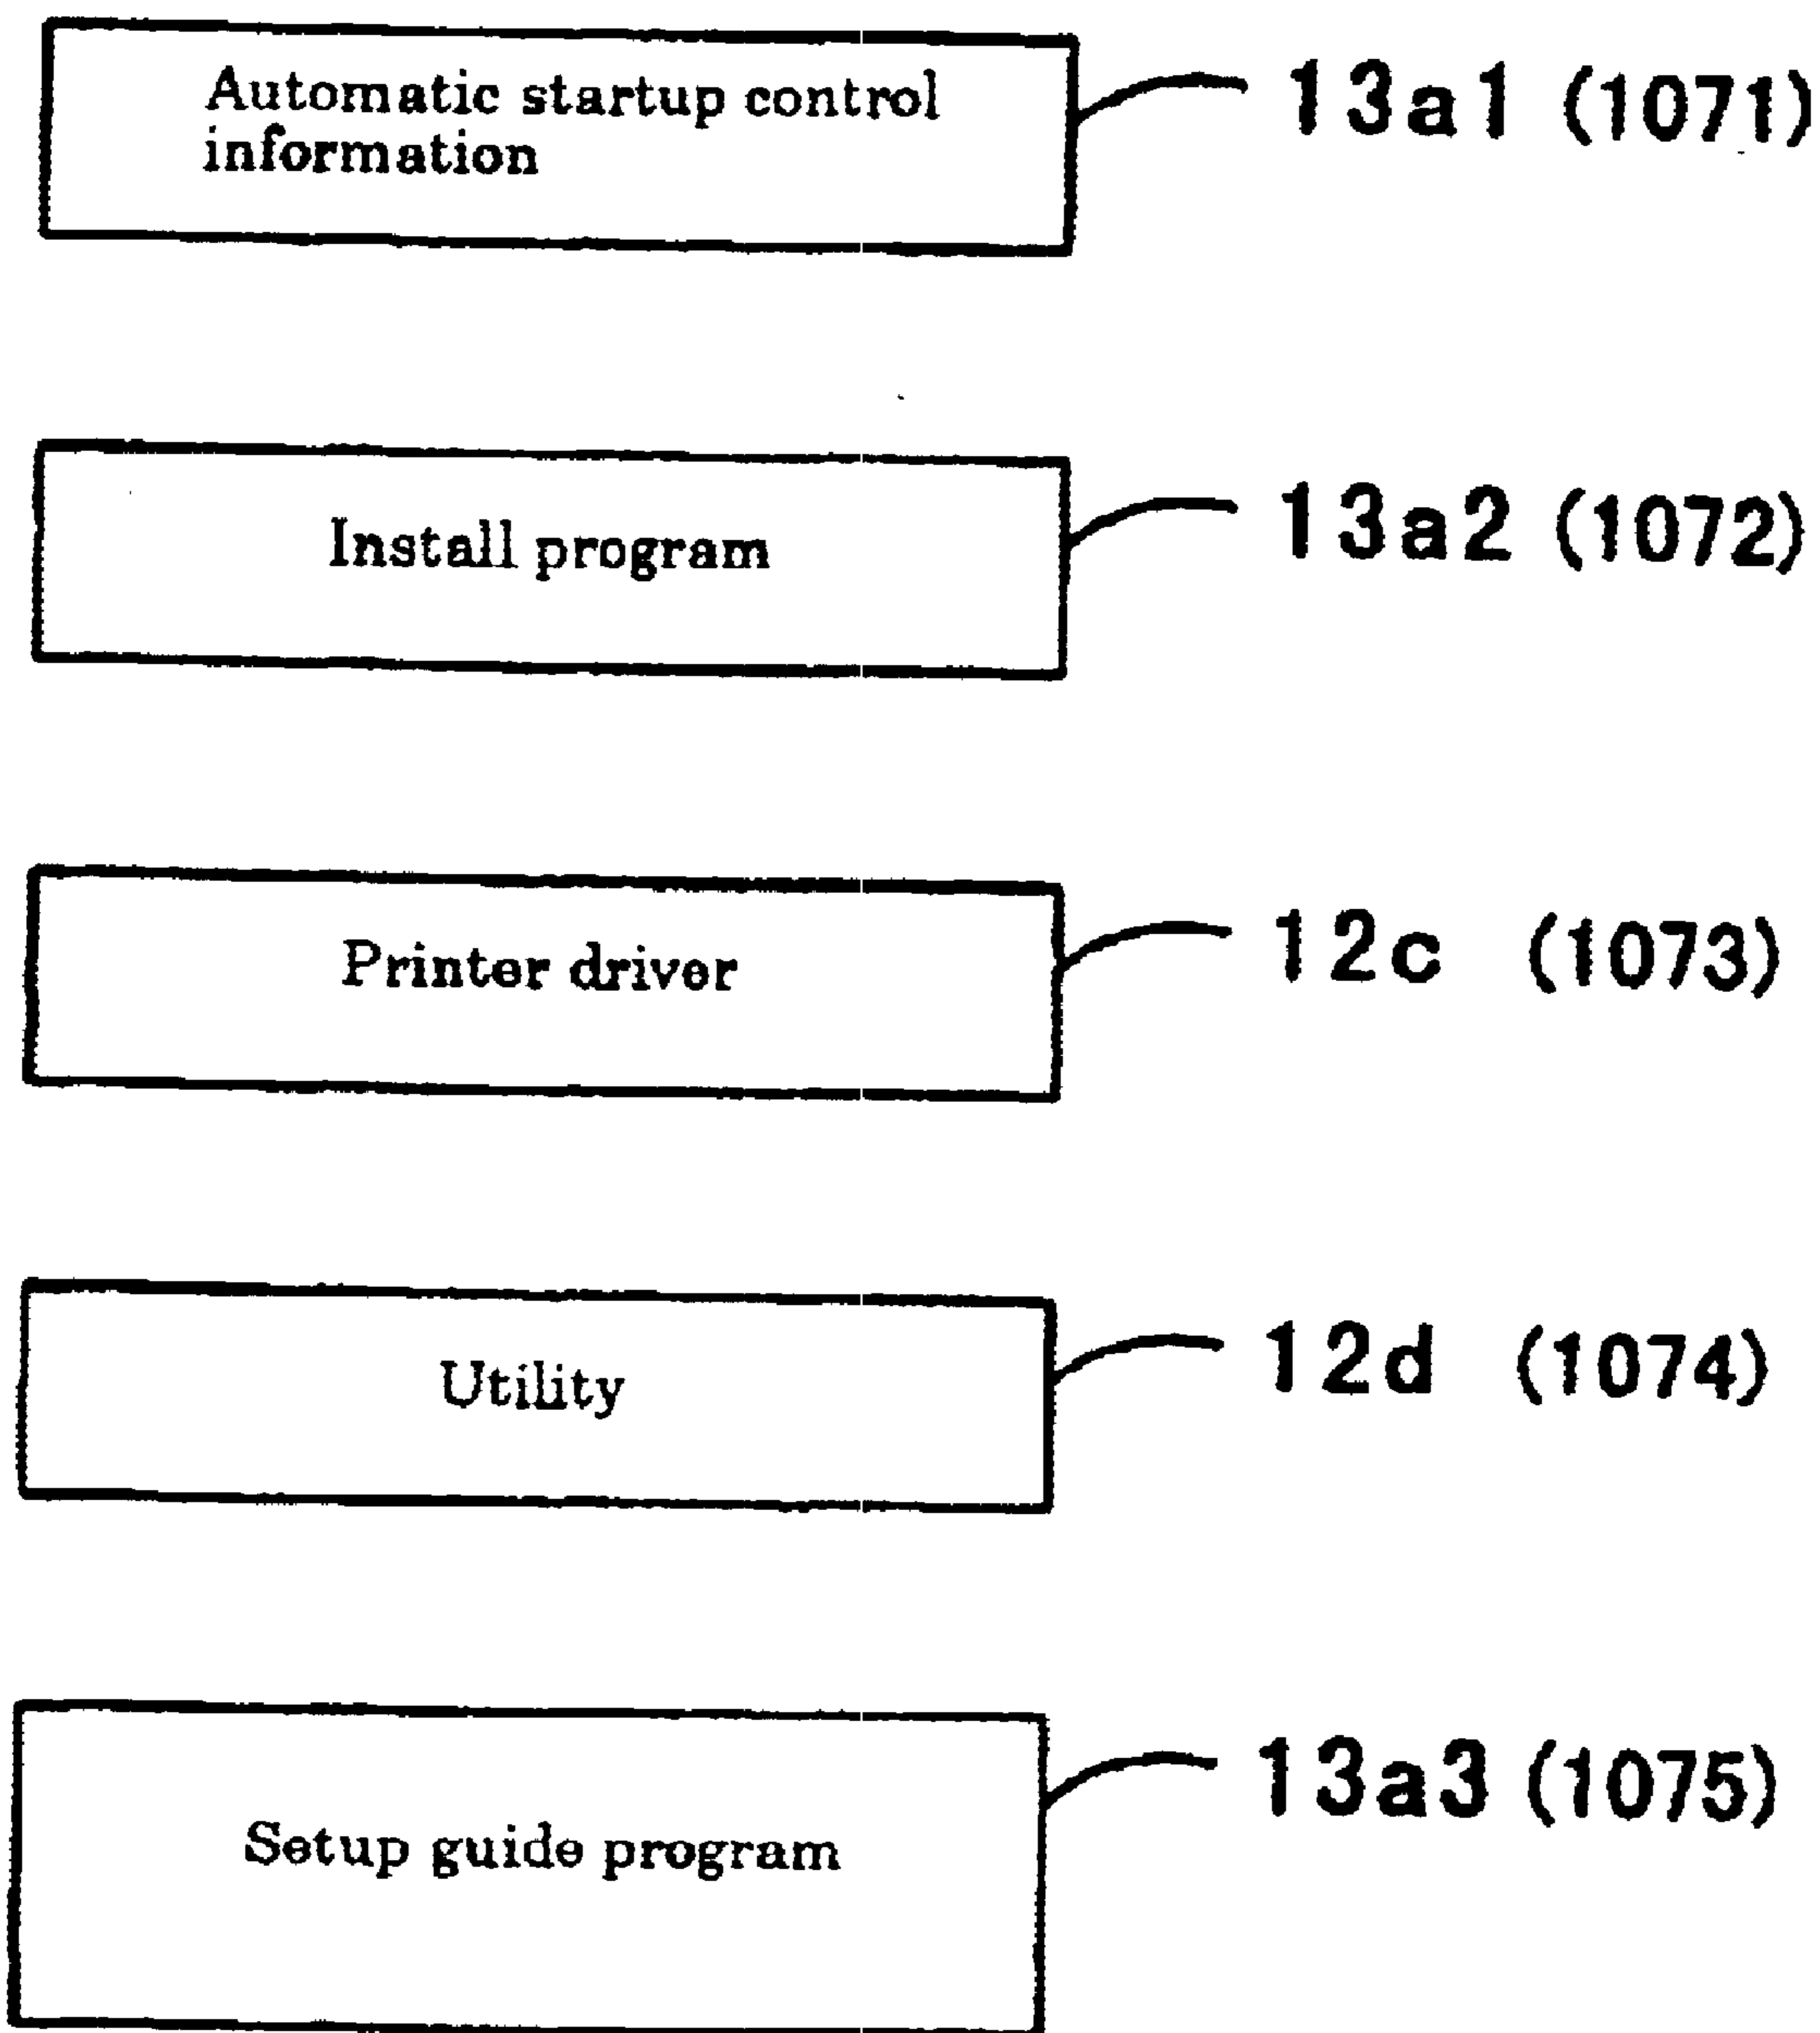 Automatic startup control
information
13a1 (1071)
Install program
13a2 (1072)
Printer driver
12c (1073)
Utility
12d (1074)
Setup guide program
13a3 (1075)